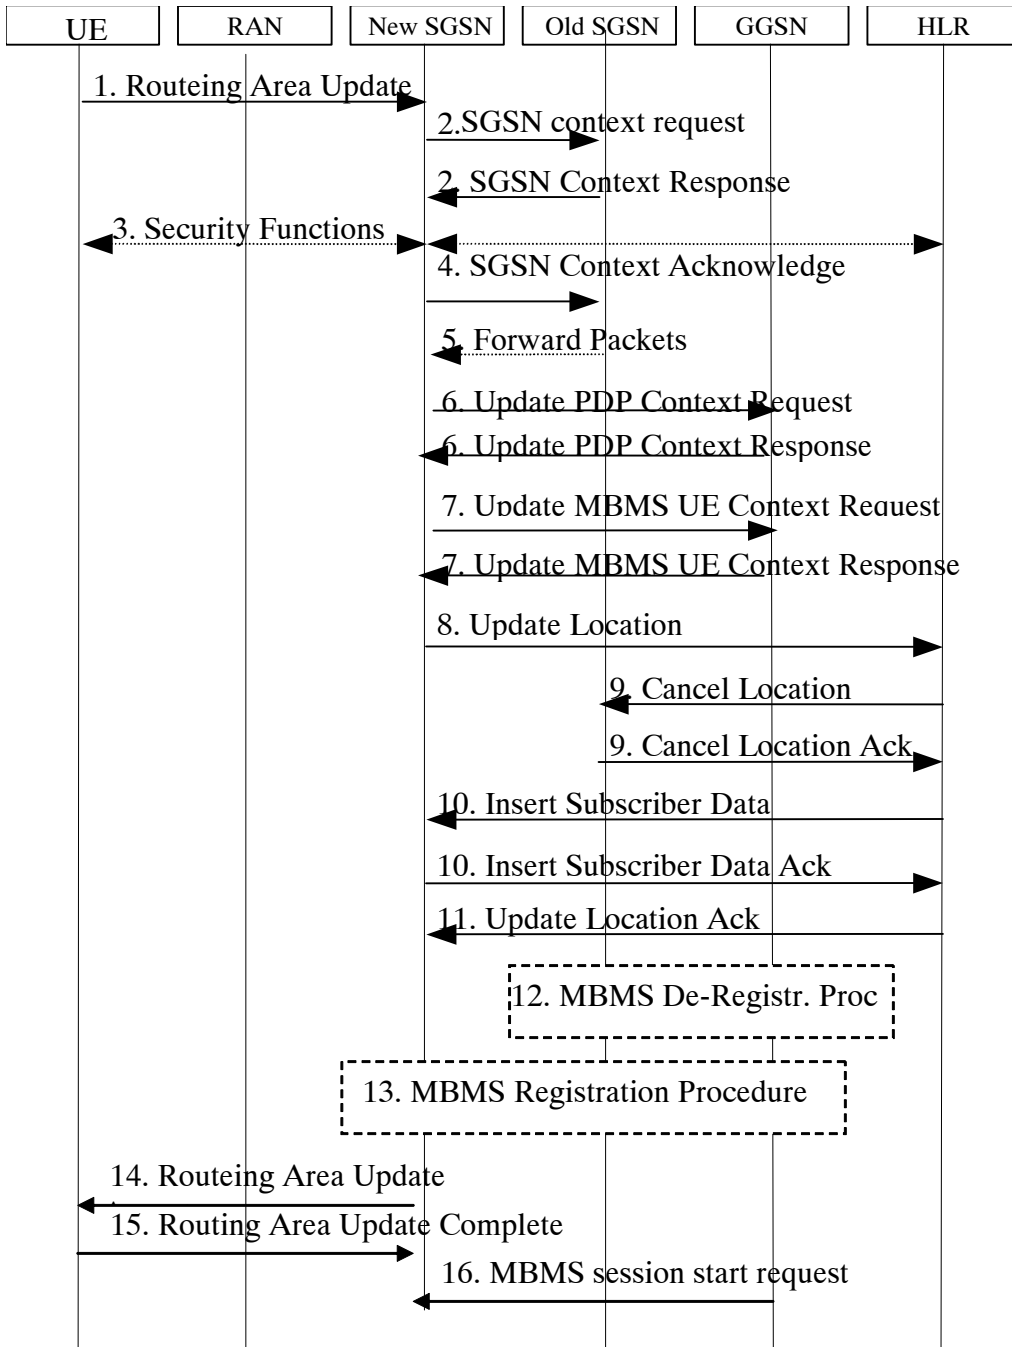 UE RAN New SGSN Old SGSN GGSN HLR
1. Routeing Area Update
2.SGSN context request
2. SGSN Context Response
3. Security Functions
4. SGSN Context Acknowledge
5. Forward Packets
6. Update PDP Context Request
6. Update PDP Context Response
7. Update MBMS UE Context Request
7. Update MBMS UE Context Response
8. Update Location
9. Cancel Location
9. Cancel Location Ack
10. Insert Subscriber Data
10. Insert Subscriber Data Ack
11. Update Location Ack
12. MBMS De-Registr. Proc
13. MBMS Registration Procedure
14. Routeing Area Update
15. Routing Area Update Complete
16. MBMS session start request